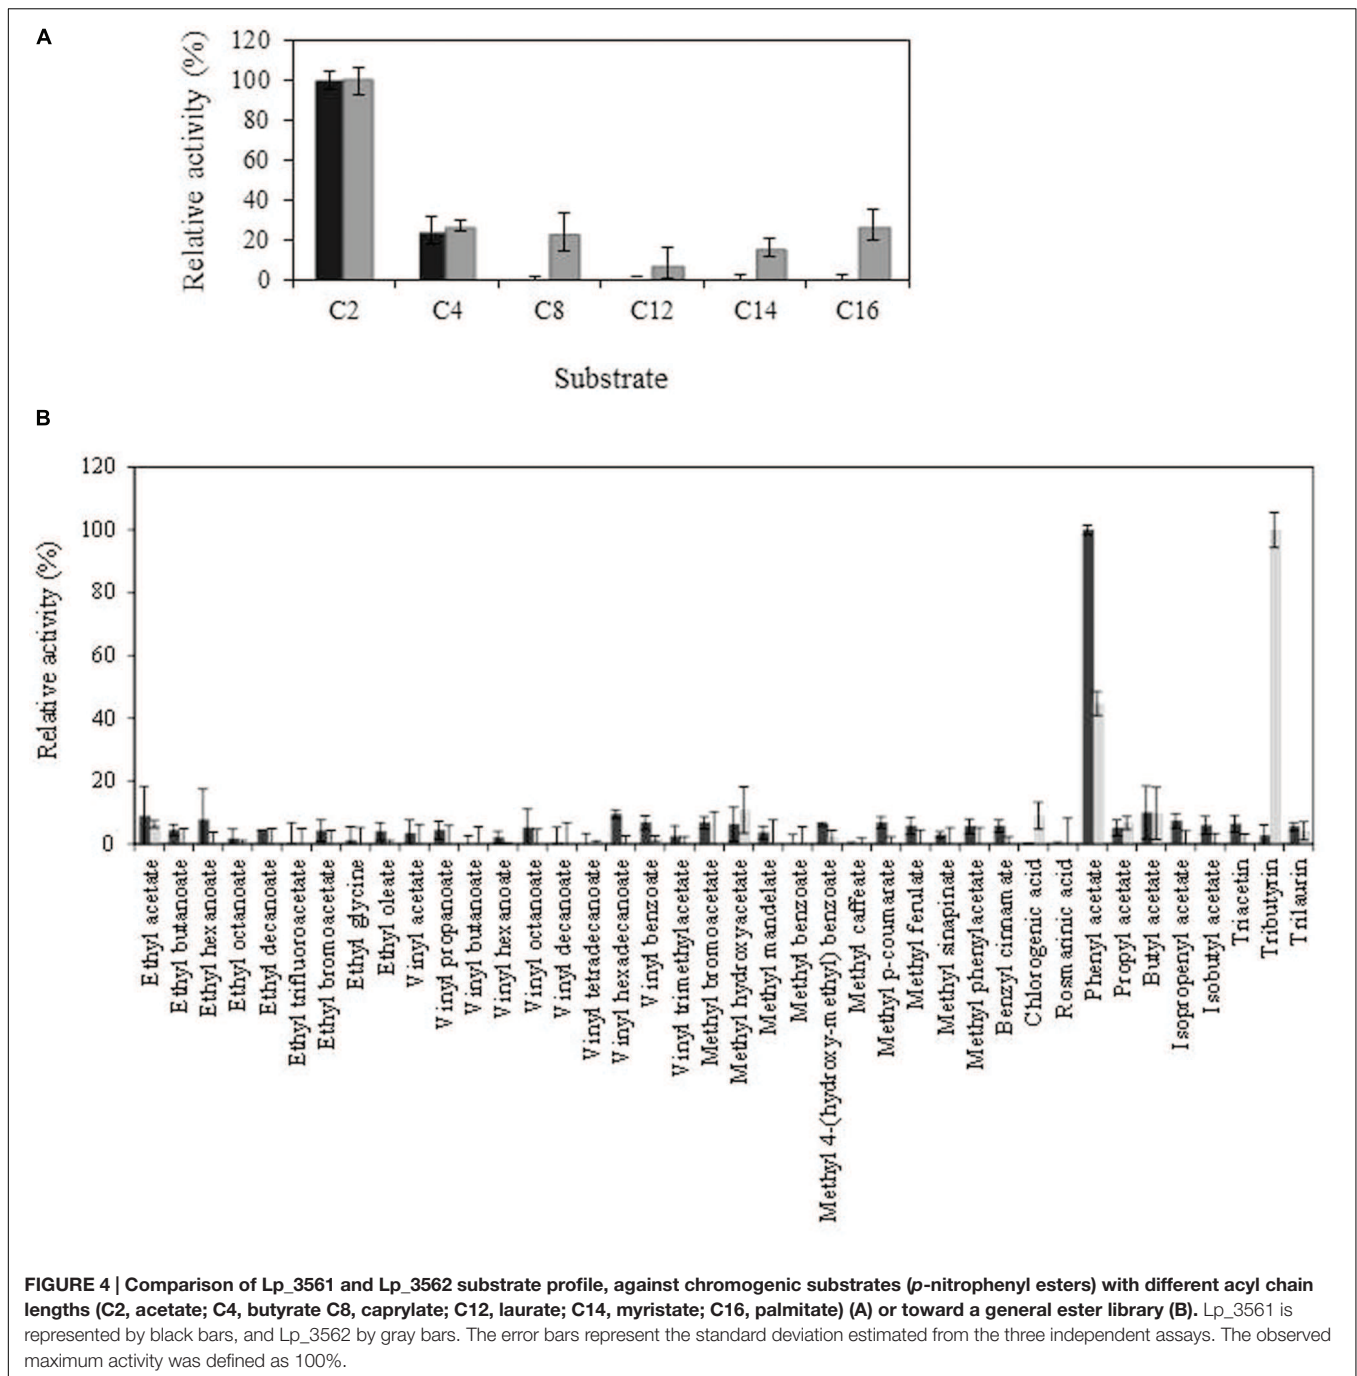 A
Relative activity (%)
120
100
80
60
40
20
0
C2 C4 C8 C12 C14 C16
Substrate
B
Relative activity (%)
120
100
80
60
40
20
0
Ethyl acetate
Ethyl butanoate
Ethyl hexanoate
Ethyl octanoate
Ethyl decanoate
Ethyl trifluoroacetate
Ethyl bromoacetate
Ethyl glycine
Ethyl oleate
Vinyl acetate
Vinyl propanoate
Vinyl butanoate
Vinyl hexanoate
Vinyl octanoate
Vinyl decanoate
Vinyl tetradecanoate
Vinyl hexadecanoate
Vinyl benzoate
Vinyl trimethylacetate
Methyl bromoacetate
Methyl hydroxyacetate
Methyl mandelate
Methyl benzoate
Methyl 4-(hydroxy-methyl) benzoate
Methyl caffeate
Methyl p-coumarate
Methyl ferulate
Methyl sinapinate
Methyl phenylacetate
Benzyl cinnamate
Chlorogenic acid
Rosmarinic acid
Phenyl acetate
Propyl acetate
Butyl acetate
Isopropenyl acetate
Isobutyl acetate
Triacetin
Tributyrin
Trilaurin
FIGURE 4 | Comparison of Lp_3561 and Lp_3562 substrate profile, against chromogenic substrates (p-nitrophenyl esters) with different acyl chain
lengths (C2, acetate; C4, butyrate C8, caprylate; C12, laurate; C14, myristate; C16, palmitate) (A) or toward a general ester library (B). Lp_3561 is
represented by black bars, and Lp_3562 by gray bars. The error bars represent the standard deviation estimated from the three independent assays. The observed
maximum activity was defined as 100%.